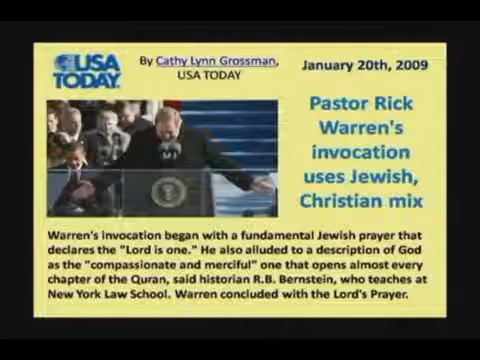 USA
TODAY
By Cathy Lynn Grossman,
USA TODAY
January 20th, 2009
Pastor Rick
Warren's
invocation
uses Jewish,
Christian mix
Warren's invocation began with a fundamental Jewish prayer that
declares the "Lord is one." He also alluded to a description of God
as the "compassionate and merciful" one that opens almost every
chapter of the Quran, said historian R.B. Bernstein, who teaches at
New York Law School. Warren concluded with the Lord's Prayer.